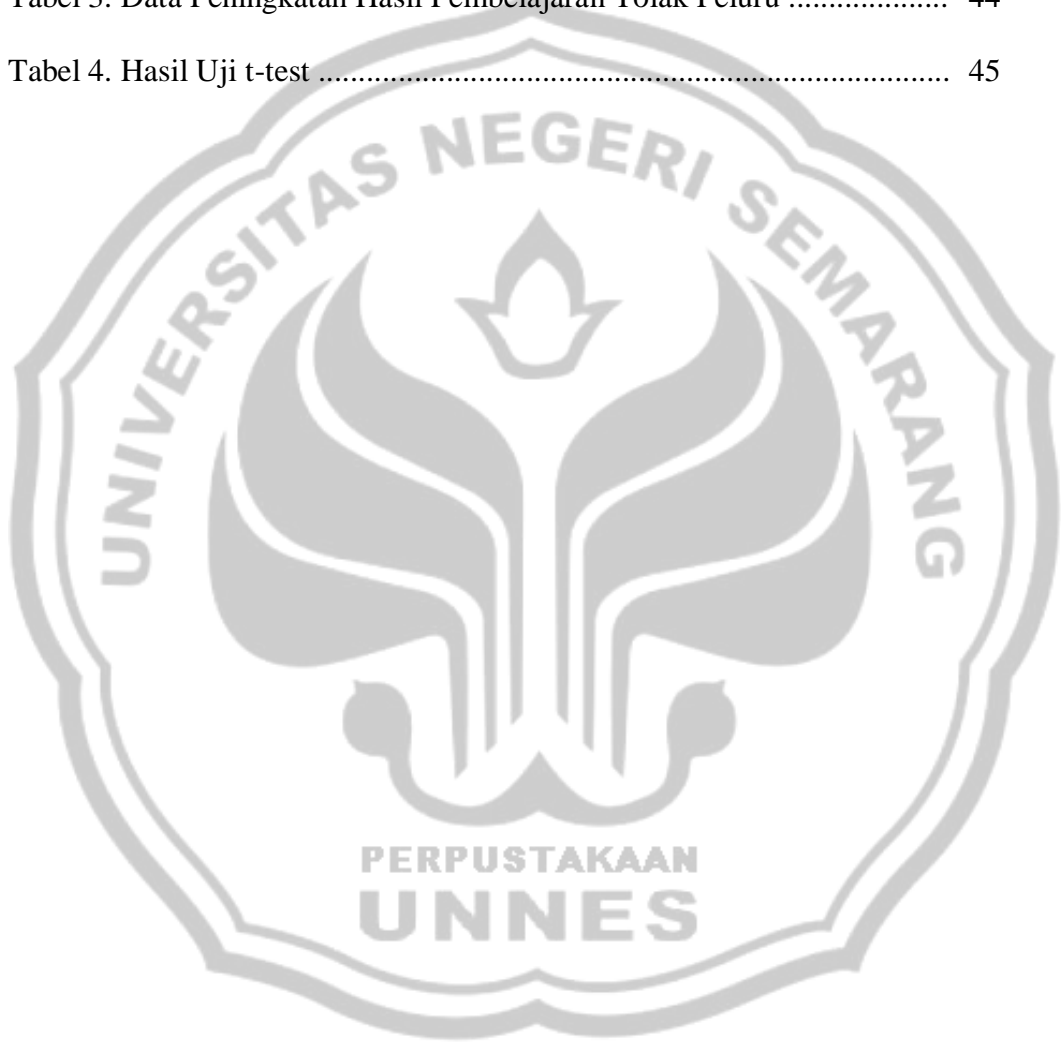 Tabel 3. Data Peningkatan Hasil Pembelajaran Tolak Peluru .................... 44
Tabel 4. Hasil Uji t-test ............................................................................... 45
UNIVERSITAS NEGERI SEMARANG
PERPUSTAKAAN
UNNES